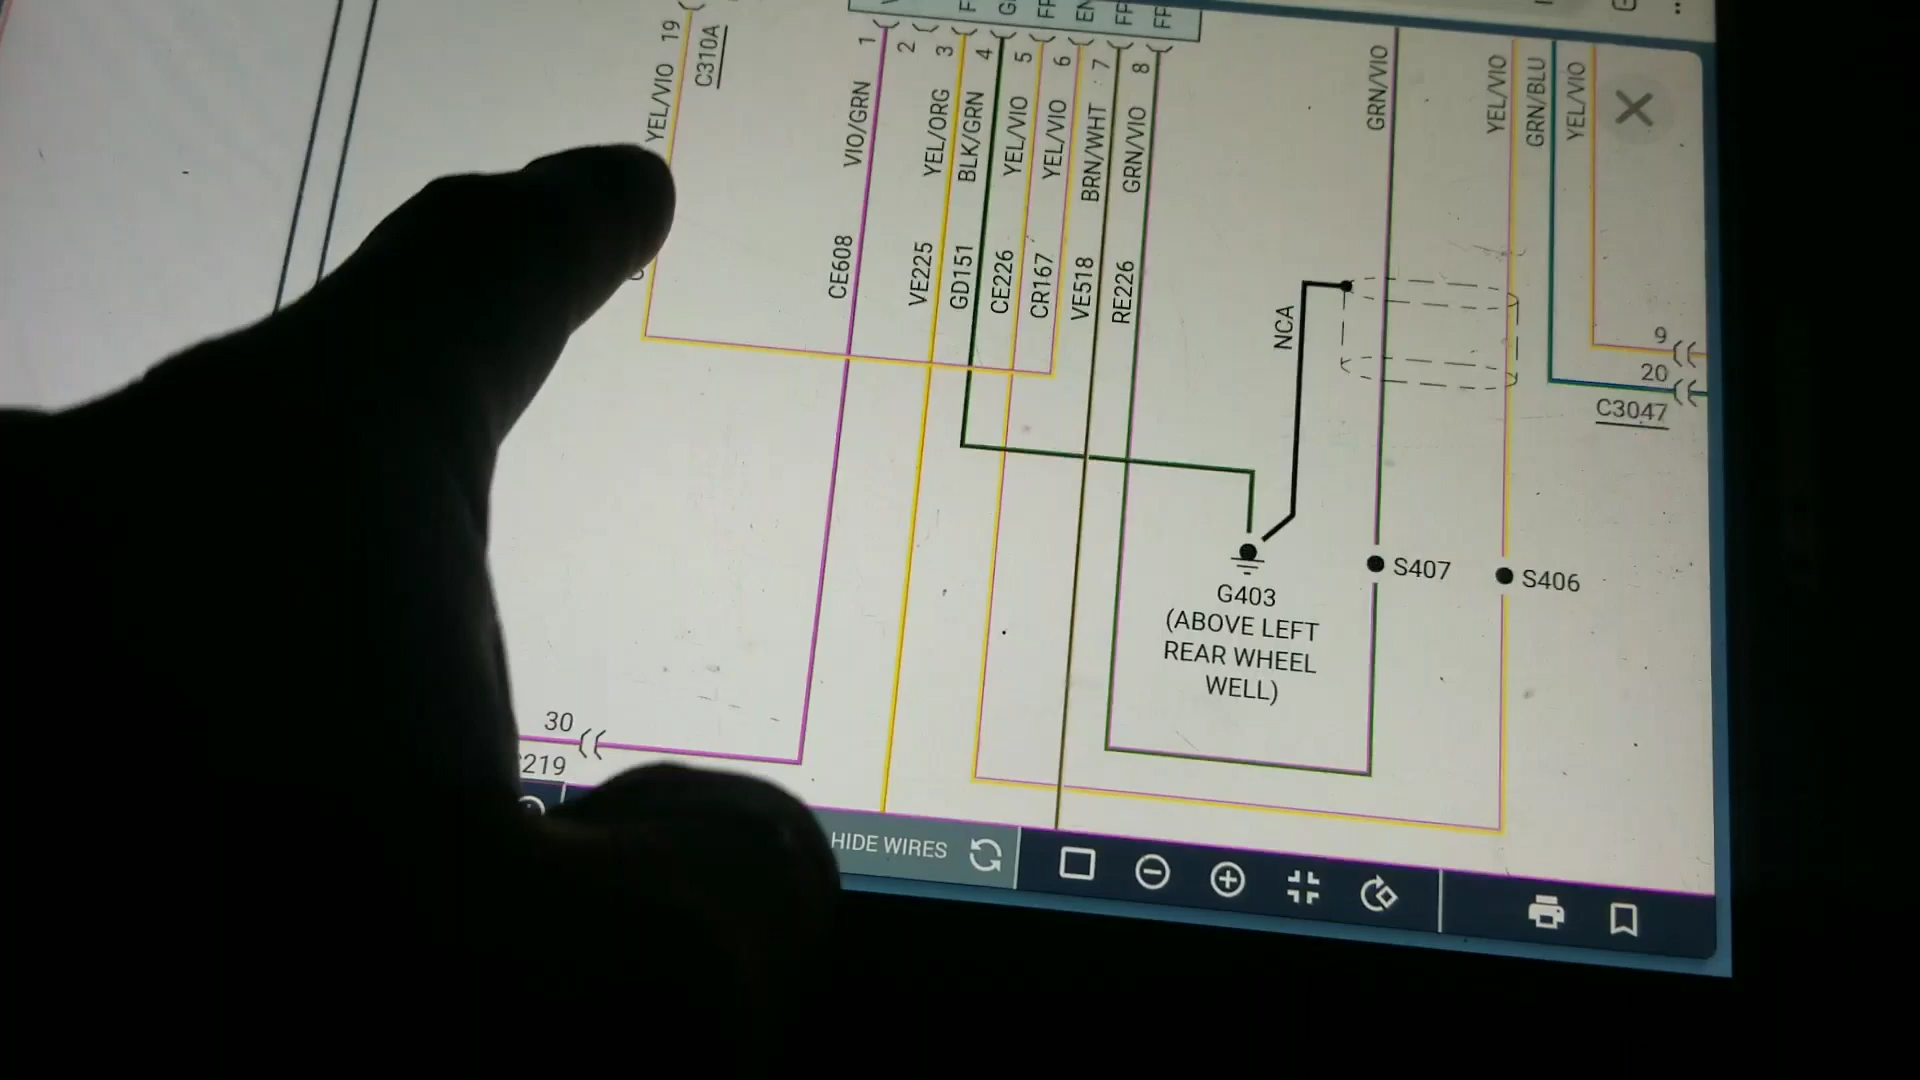 19
YEL/VIO
C310A
1
2
3
4
5
6
7
8
VIO/GRN
YEL/ORG
BLK/GRN
YEL/VIO
YEL/VIO
BRN/WHT
GRN/VIO
CE608
VE225
GD151
CE226
CR167
VE518
RE226
GRN/VIO
YEL/VIO
GRN/BLU
YEL/VIO
NCA
9
20
C3047
S407
S406
G403
(ABOVE LEFT
REAR WHEEL
WELL)
30
219
HIDE WIRES